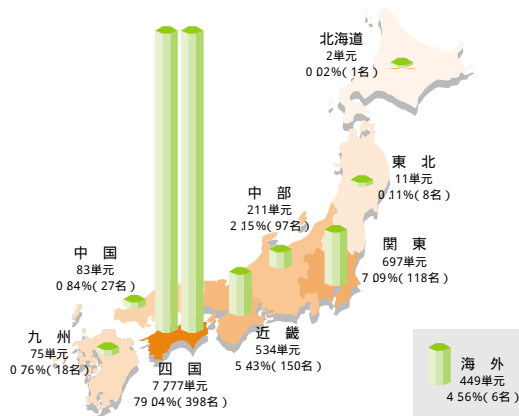 北海道
2単元
0.02%(1名)
東 北
11単元
0.11%(8名)
中 部
211単元
2.15%(97名)
関 東
697単元
7.09%(118名)
中 国
83単元
0.84%(27名)
九 州
75単元
0.76%(18名)
四 国
7,777単元
79.04%(398名)
近 畿
534単元
5.43%(150名)
海 外
449単元
4.56%(6名)